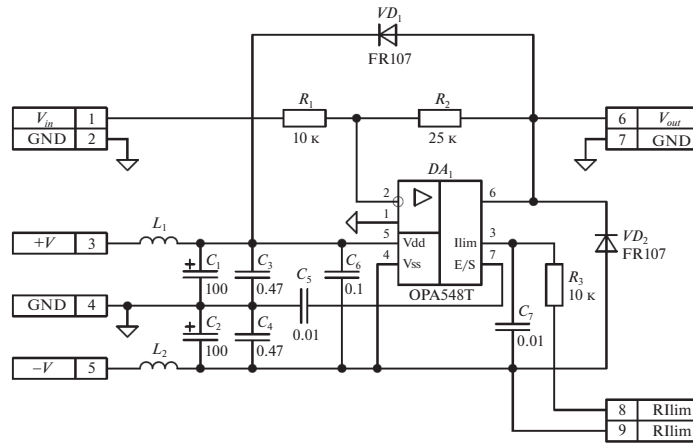 VD1
FR107
R1
R2
Vin 1
10 к
25 к
6 Vout
GND 2
7 GND
DA1
2
6
1
L1
VD2
+V 3
5 Vdd
Ilim 3
FR107
4 Vss
E/S 7
C1
C3
C6
C5
R3
100
0.47
0.1
OPA548T
10 к
GND 4
C2
C4
C7
0.01
0.01
100
0.47
L2
−V 5
8 RIlim
9 RIlim